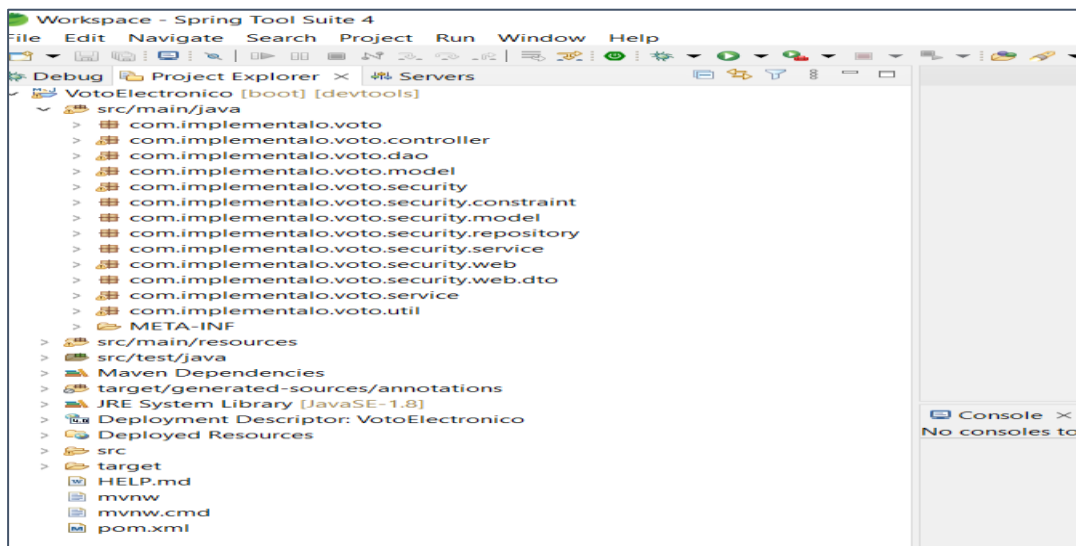 Workspace - Spring Tool Suite 4
File Edit Navigate Search Project Run Window Help
Debug Project Explorer Servers
VotoElectronico [boot] [devtools]
src/main/java
com.implementalo.voto
com.implementalo.voto.controller
com.implementalo.voto.dao
com.implementalo.voto.model
com.implementalo.voto.security
com.implementalo.voto.security.constraint
com.implementalo.voto.security.model
com.implementalo.voto.security.repository
com.implementalo.voto.security.service
com.implementalo.voto.security.web
com.implementalo.voto.security.web.dto
com.implementalo.voto.service
com.implementalo.voto.util
META-INF
src/main/resources
src/test/java
Maven Dependencies
target/generated-sources/annotations
JRE System Library [JavaSE-1.8]
Deployment Descriptor: VotoElectronico
Deployed Resources
src
target
HELP.md
mvnw
mvnw.cmd
pom.xml
Console
No consoles to